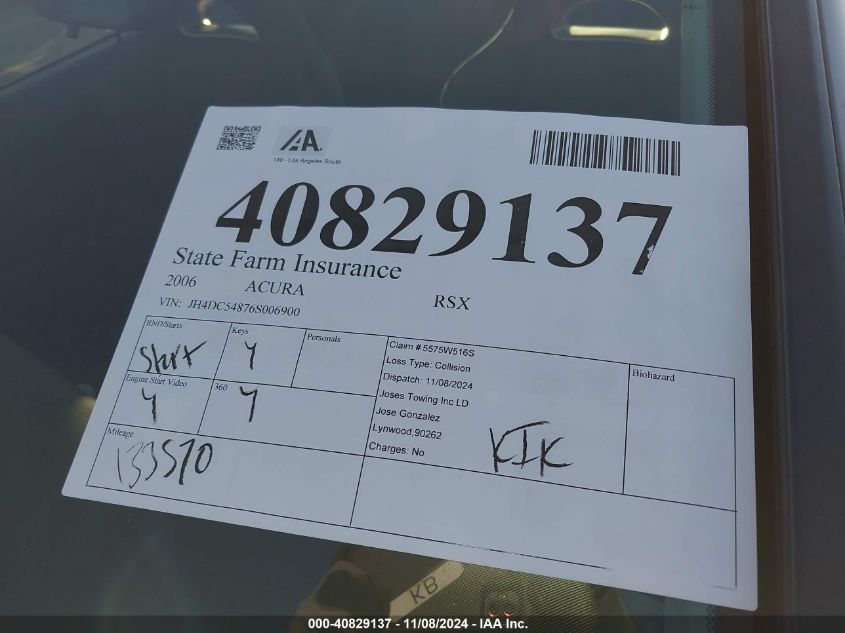 IAA.
130 - Los Angeles South
40829137
State Farm Insurance
2006 ACURA RSX
VIN: JH4DC54876S006900
RND/Starts
Start
Keys
Y
Personals
Engine Start Video
Y
360
Y
Mileage
133570
Claim # 5575W516S
Loss Type: Collision
Dispatch: 11/08/2024
Joses Towing Inc LD
Jose Gonzalez
Lynwood,90262
Charges: No
KIK
Biohazard
KB
000-40829137 - 11/08/2024 - IAA Inc.